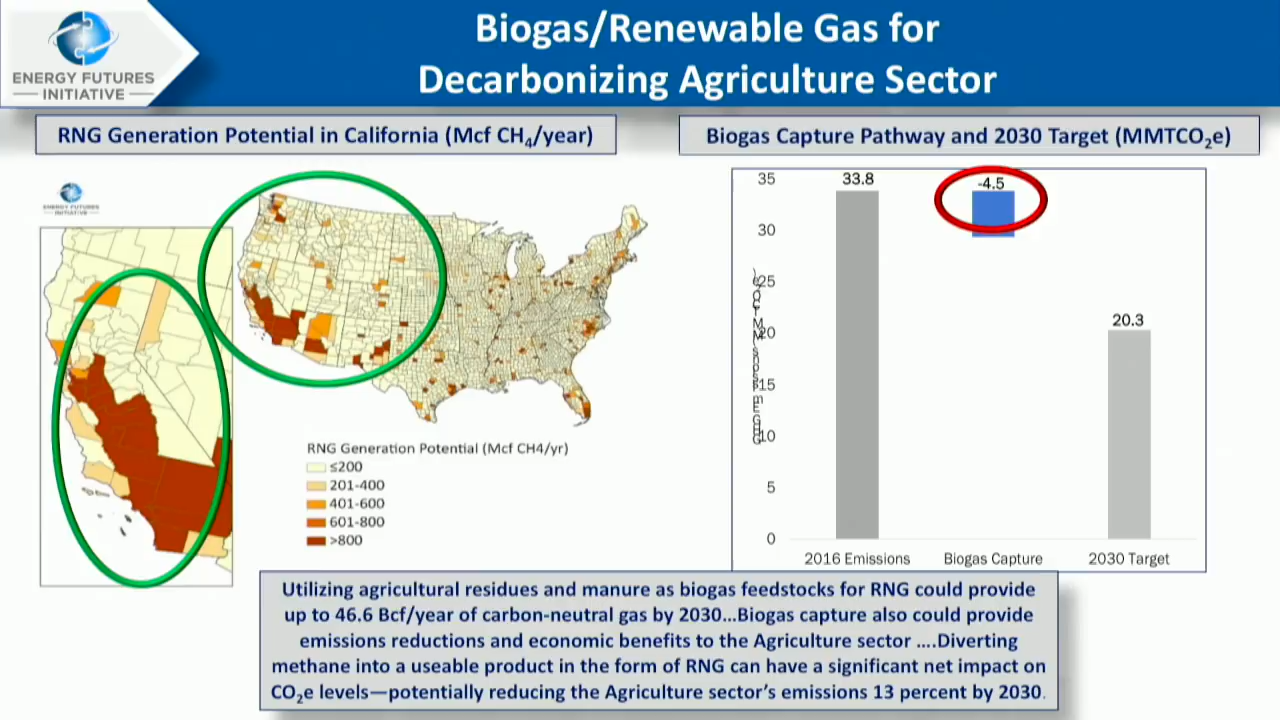 ENERGY FUTURES
INITIATIVE
Biogas/Renewable Gas for
Decarbonizing Agriculture Sector
RNG Generation Potential in California (Mcf CH₄/year)
ENERGY FUTURES
INITIATIVE
RNG Generation Potential (Mcf CH4/yr)
≤200
201-400
401-600
601-800
>800
Biogas Capture Pathway and 2030 Target (MMTCO₂e)
35
30
25
20
15
10
5
0
33.8
-4.5
20.3
2016 Emissions
Biogas Capture
2030 Target
Utilizing agricultural residues and manure as biogas feedstocks for RNG could provide
up to 46.6 Bcf/year of carbon-neutral gas by 2030...Biogas capture also could provide
emissions reductions and economic benefits to the Agriculture sector ....Diverting
methane into a useable product in the form of RNG can have a significant net impact on
CO₂e levels—potentially reducing the Agriculture sector's emissions 13 percent by 2030.